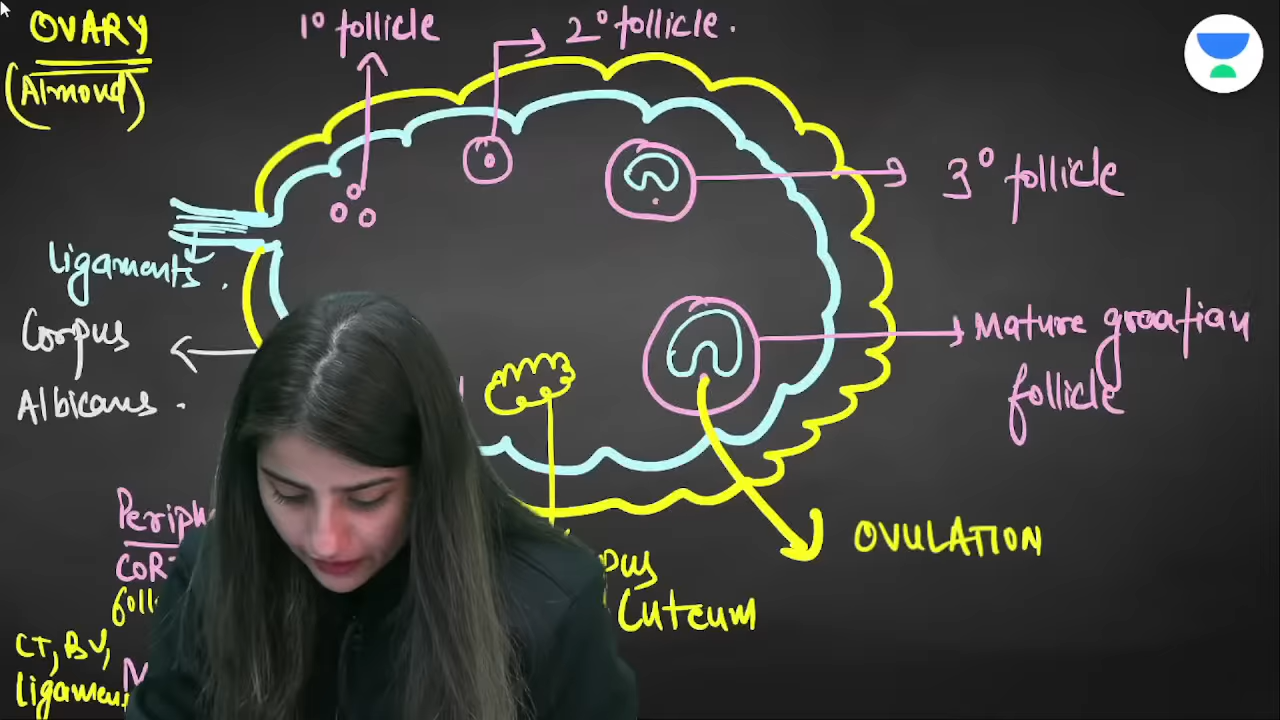 OVARY
(Almond)
1° follicle
2° follicle.
3° follicle
Ligaments.
Corpus
Albicans.
Mature graafian
follicle
OVULATION
Luteum
CT, BV,